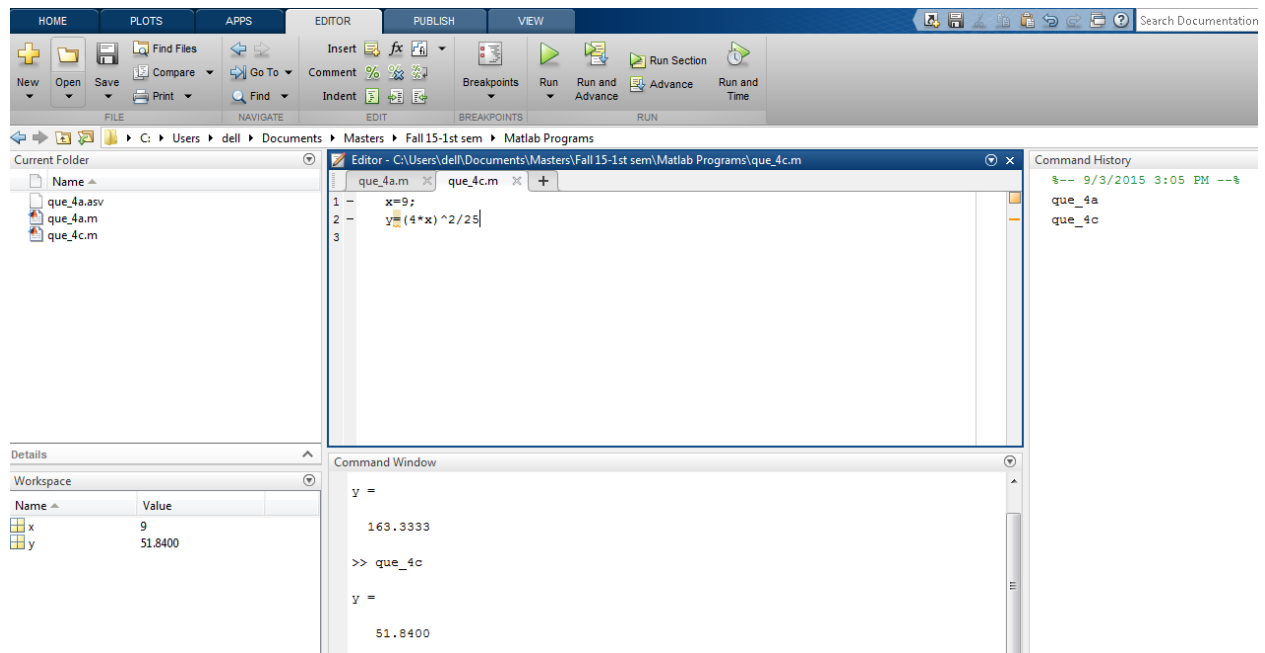 HOME PLOTS APPS EDITOR PUBLISH VIEW Search Documentation
New Open Save Find Files Compare Print Go To Find Insert fx Comment Indent Breakpoints Run Run and Advance Run Section Advance Run and Time
FILE NAVIGATE EDIT BREAKPOINTS RUN
C: Users dell Documents Masters Fall 15-1st sem Matlab Programs
Current Folder
Name
que_4a.asv
que_4a.m
que_4c.m
Details
Workspace
Name Value
x 9
y 51.8400
Editor - C:\Users\dell\Documents\Masters\Fall 15-1st sem\Matlab Programs\que_4c.m
que_4a.m que_4c.m +
1 - x=9;
2 - y=(4*x)^2/25
3
Command Window
y =
163.3333
>> que_4c
y =
51.8400
Command History
%-- 9/3/2015 3:05 PM --%
que_4a
que_4c